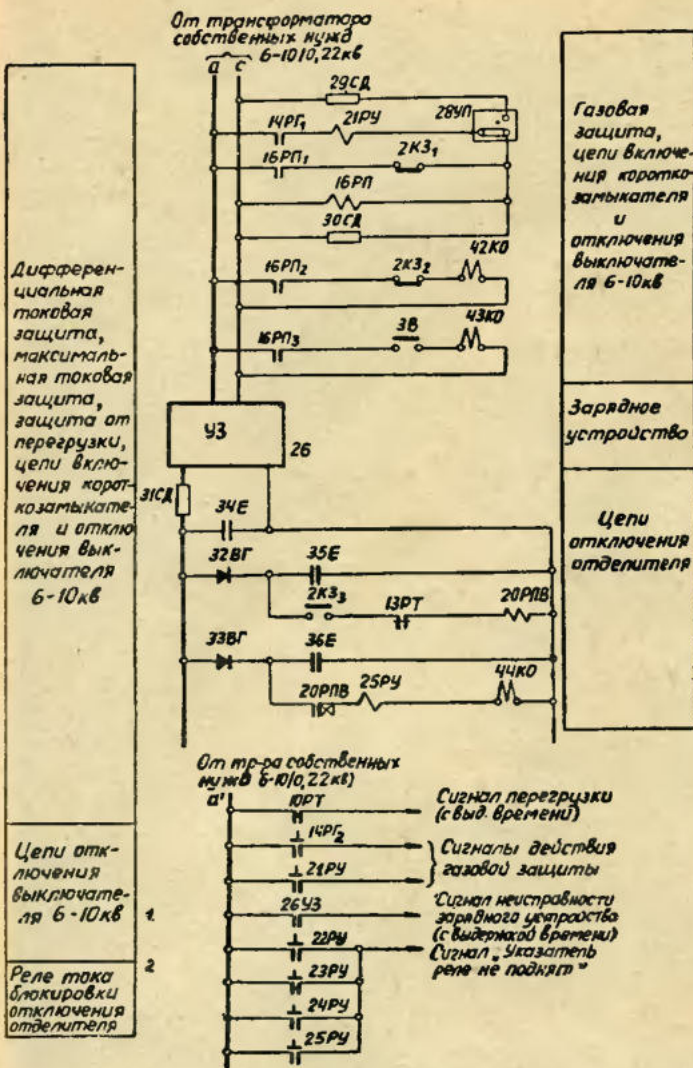 От трансформатора
собственных нужд
6-10/0,22кв
а с
29СД
14РГ₁ 21РУ 28УП
16РП₁ 2КЗ₁
16РП
30СД
16РП₂ 2КЗ₂ 42КО
16РП₃ 3В 43КО
УЗ 26
31СД
34Е
32ВГ 35Е
2КЗ₃ 13РТ 20РПВ
33ВГ 36Е
20РПВ 25РУ 44КО
Дифферен-
циальная
токовая
защита,
максималь-
ная токовая
защита,
защита от
перегрузки,
цепи вклю-
чения корот-
козамыкате-
ля и отклю
чения вык-
лючателя
6-10кв
Цепи отк-
лючения
выключате-
ля 6-10кв
Реле тока
блокировки
отключения
отделителя
1.
2
Газовая
защита,
цепи включе-
ния коротко-
замыкателя
и
отключения
выключате-
ля 6-10кв
Зарядное
устройство
Цепи
отключения
отделителя
От тр-ра собственных
нужд 6-10/0,22кв)
а'
10РТ
Сигнал перегрузки
(с выд. времени)
14РГ₂
21РУ
Сигналы действия
газовой защиты
26УЗ
Сигнал неисправности
зарядного устройства
(с выдержкой времени)
22РУ
Сигнал „Указатель
реле не поднят"
23РУ
24РУ
25РУ